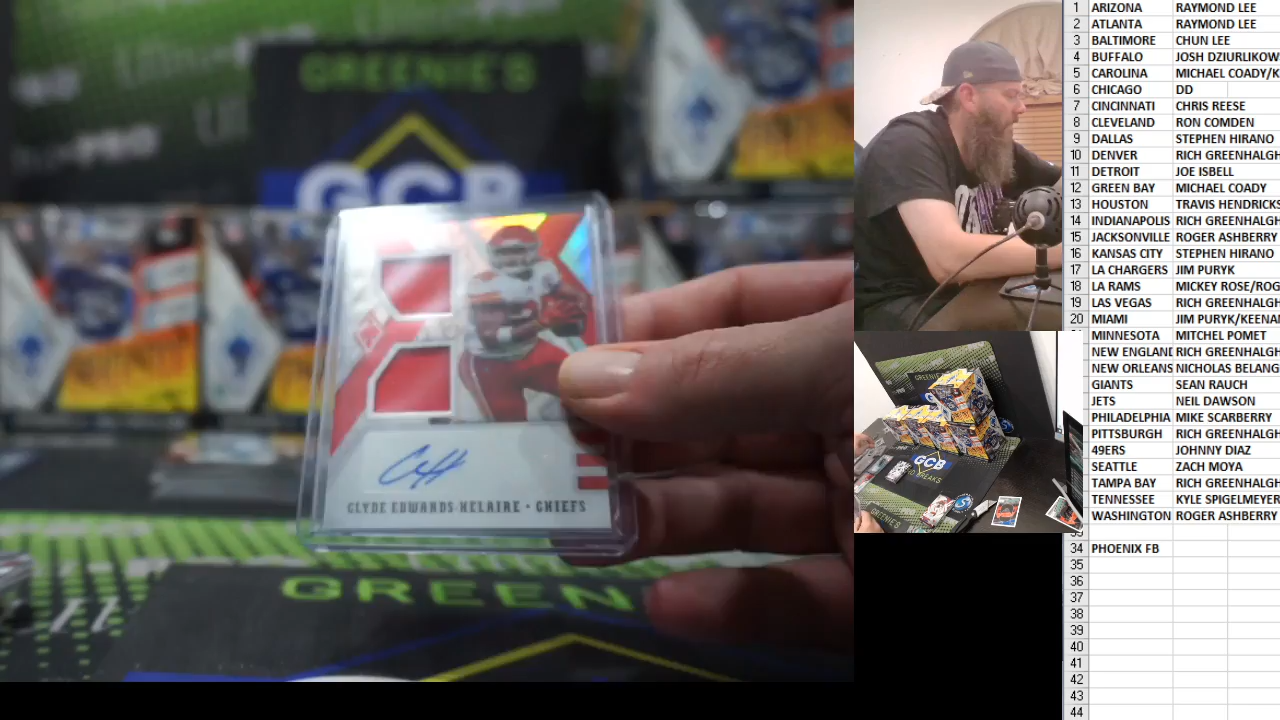 GREENIE'S
GCB
CLYDE EDWARDS-HELAIRE • CHIEFS
GREEN
1 ARIZONA RAYMOND LEE
2 ATLANTA RAYMOND LEE
3 BALTIMORE CHUN LEE
4 BUFFALO JOSH DZIURLIKOW
5 CAROLINA MICHAEL COADY/K
6 CHICAGO DD
7 CINCINNATI CHRIS REESE
8 CLEVELAND RON COMDEN
9 DALLAS STEPHEN HIRANO
10 DENVER RICH GREENHALGH
11 DETROIT JOE ISBELL
12 GREEN BAY MICHAEL COADY
13 HOUSTON TRAVIS HENDRICKS
14 INDIANAPOLIS RICH GREENHALGH
15 JACKSONVILLE ROGER ASHBERRY
16 KANSAS CITY STEPHEN HIRANO
17 LA CHARGERS JIM PURYK
18 LA RAMS MICKEY ROSE/ROG
19 LAS VEGAS RICH GREENHALGH
20 MIAMI JIM PURYK/KEENAN
MINNESOTA MITCHEL POMET
NEW ENGLAND RICH GREENHALGH
NEW ORLEANS NICHOLAS BELANG
GIANTS SEAN RAUCH
JETS NEIL DAWSON
PHILADELPHIA MIKE SCARBERRY
PITTSBURGH RICH GREENHALGH
49ERS JOHNNY DIAZ
SEATTLE ZACH MOYA
TAMPA BAY RICH GREENHALGH
TENNESSEE KYLE SPIGELMEYER
WASHINGTON ROGER ASHBERRY
34 PHOENIX FB
35
36
37
38
39
40
41
42
43
44
GCB